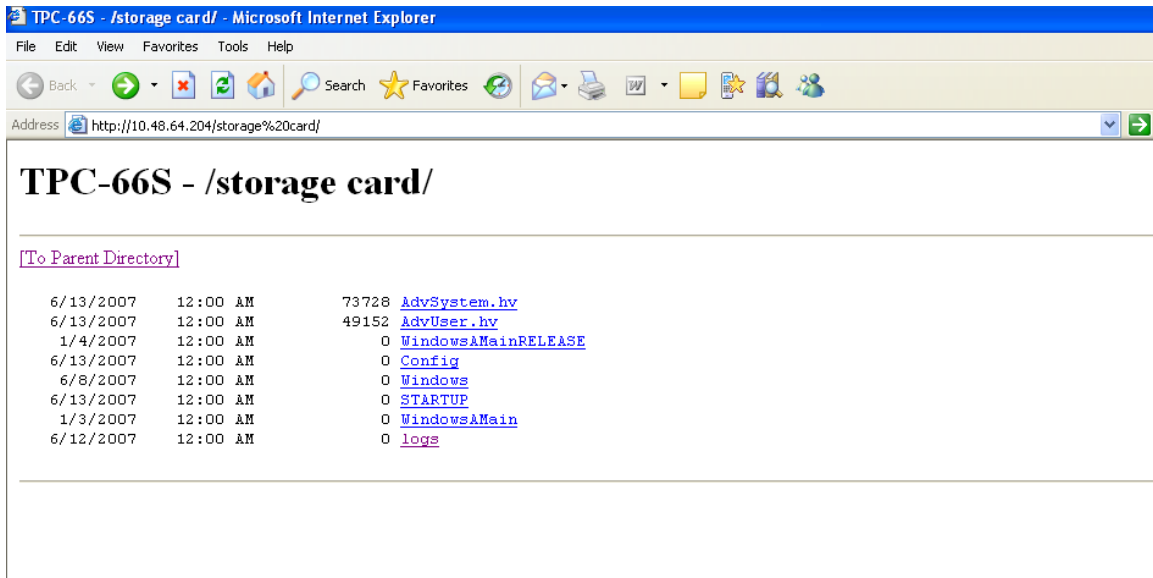 TPC-66S - /storage card/ - Microsoft Internet Explorer
File Edit View Favorites Tools Help
Back Search Favorites
Address http://10.48.64.204/storage%20card/
TPC-66S - /storage card/
[To Parent Directory]
6/13/2007 12:00 AM 73728 AdvSystem.hv
6/13/2007 12:00 AM 49152 AdvUser.hv
1/4/2007 12:00 AM 0 WindowsAMainRELEASE
6/13/2007 12:00 AM 0 Config
6/8/2007 12:00 AM 0 Windows
6/13/2007 12:00 AM 0 STARTUP
1/3/2007 12:00 AM 0 WindowsAMain
6/12/2007 12:00 AM 0 logs